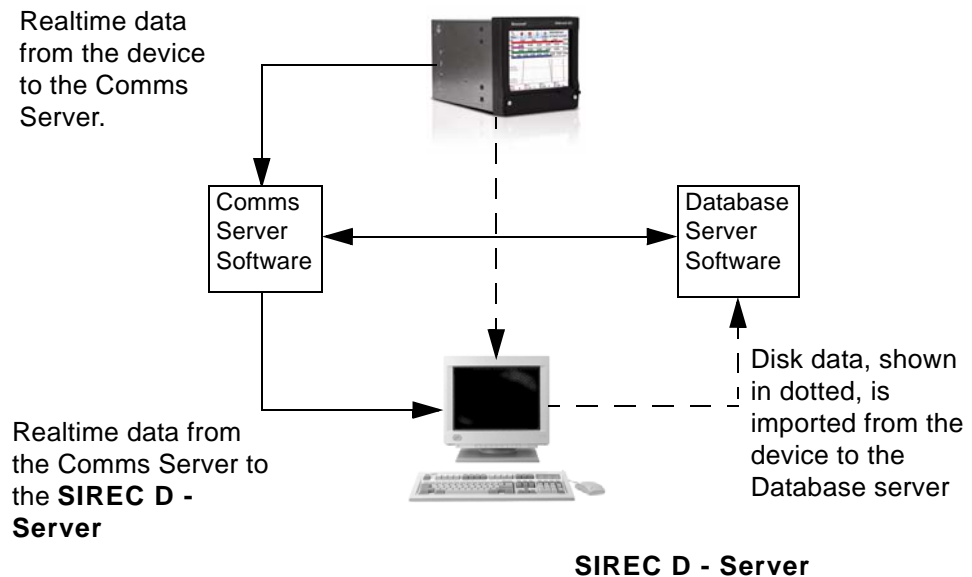 Realtime data
from the device
to the Comms
Server.
Comms
Server
Software
Database
Server
Software
Disk data, shown
in dotted, is
imported from the
device to the
Database server
Realtime data from
the Comms Server to
the SIREC D -
Server
SIREC D - Server